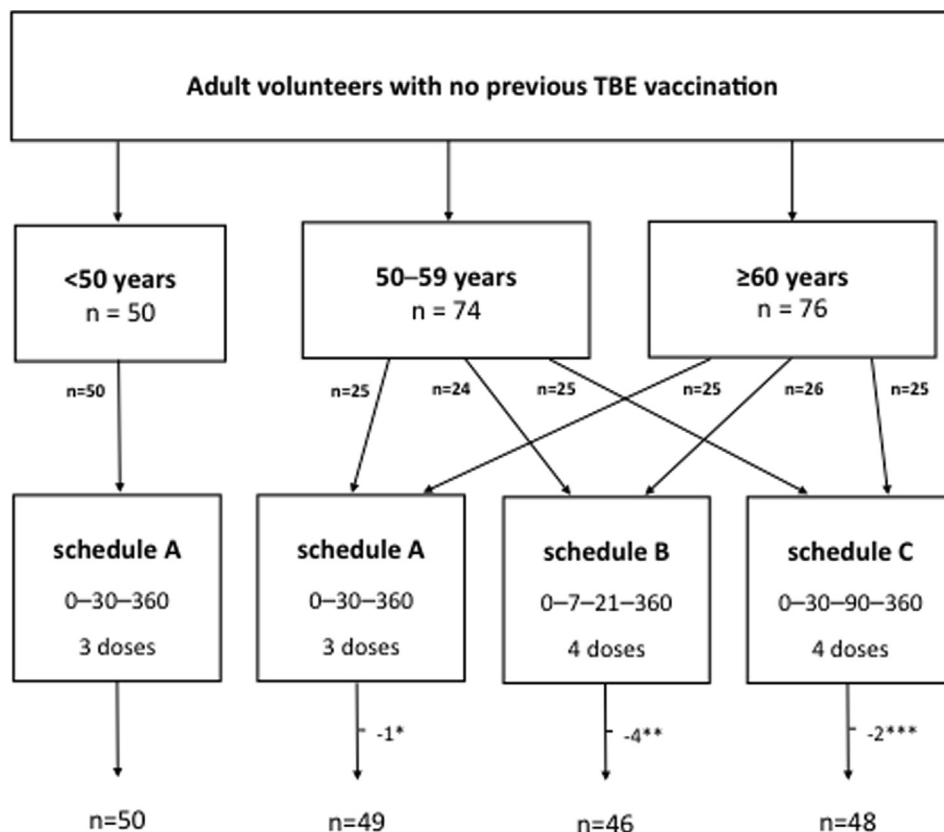 Adult volunteers with no previous TBE vaccination
<50 years
n = 50
50–59 years
n = 74
≥60 years
n = 76
n=50
n=25
n=24
n=25
n=25
n=26
n=25
schedule A
0–30–360
3 doses
schedule A
0–30–360
3 doses
schedule B
0–7–21–360
4 doses
schedule C
0–30–90–360
4 doses
-1*
-4**
-2***
n=50
n=49
n=46
n=48